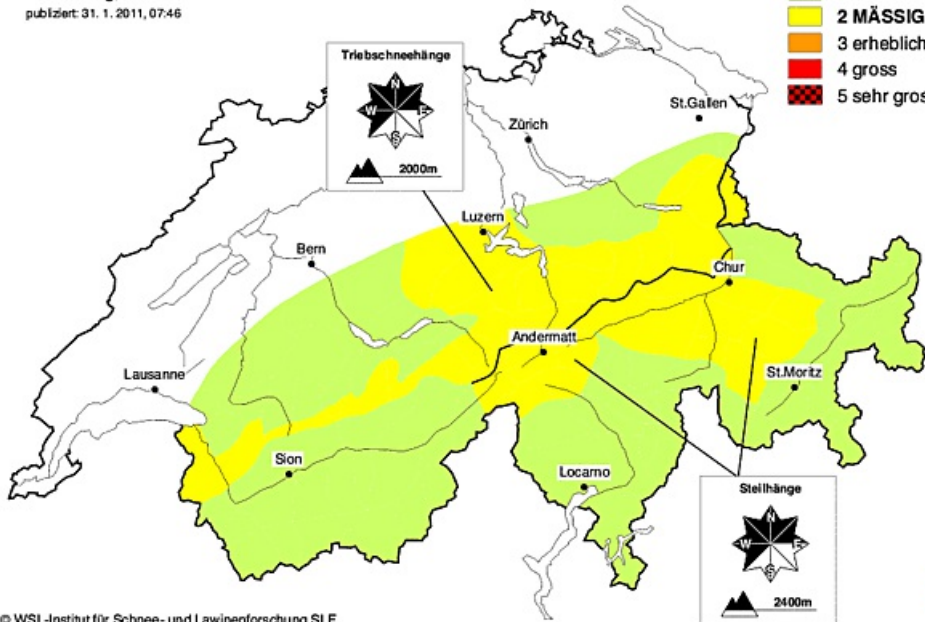 publiziert: 31. 1. 2011, 07:46
2 MÄSSIG
3 erheblich
4 gross
5 sehr gros
Triebschneehänge
N
W E
S
2000m
St.Gallen
Zürich
Luzern
Bern
Chur
Andermatt
Lausanne
St.Moritz
Sion
Locarno
Steilhänge
N
W E
S
2400m
© WSL-Institut für Schnee- und Lawinenforschung SLF